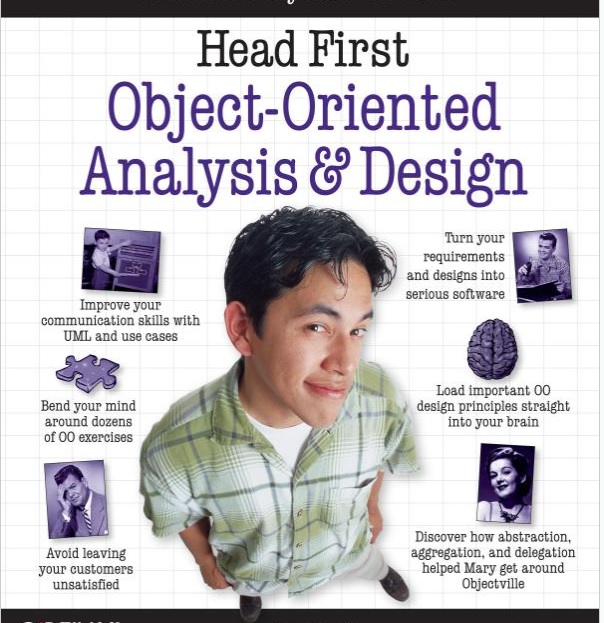 Head First
Object-Oriented
Analysis & Design
Improve your
communication skills with
UML and use cases
Turn your
requirements
and designs into
serious software
Bend your mind
around dozens
of OO exercises
Load important OO
design principles straight
into your brain
Avoid leaving
your customers
unsatisfied
Discover how abstraction,
aggregation, and delegation
helped Mary get around
Objectville